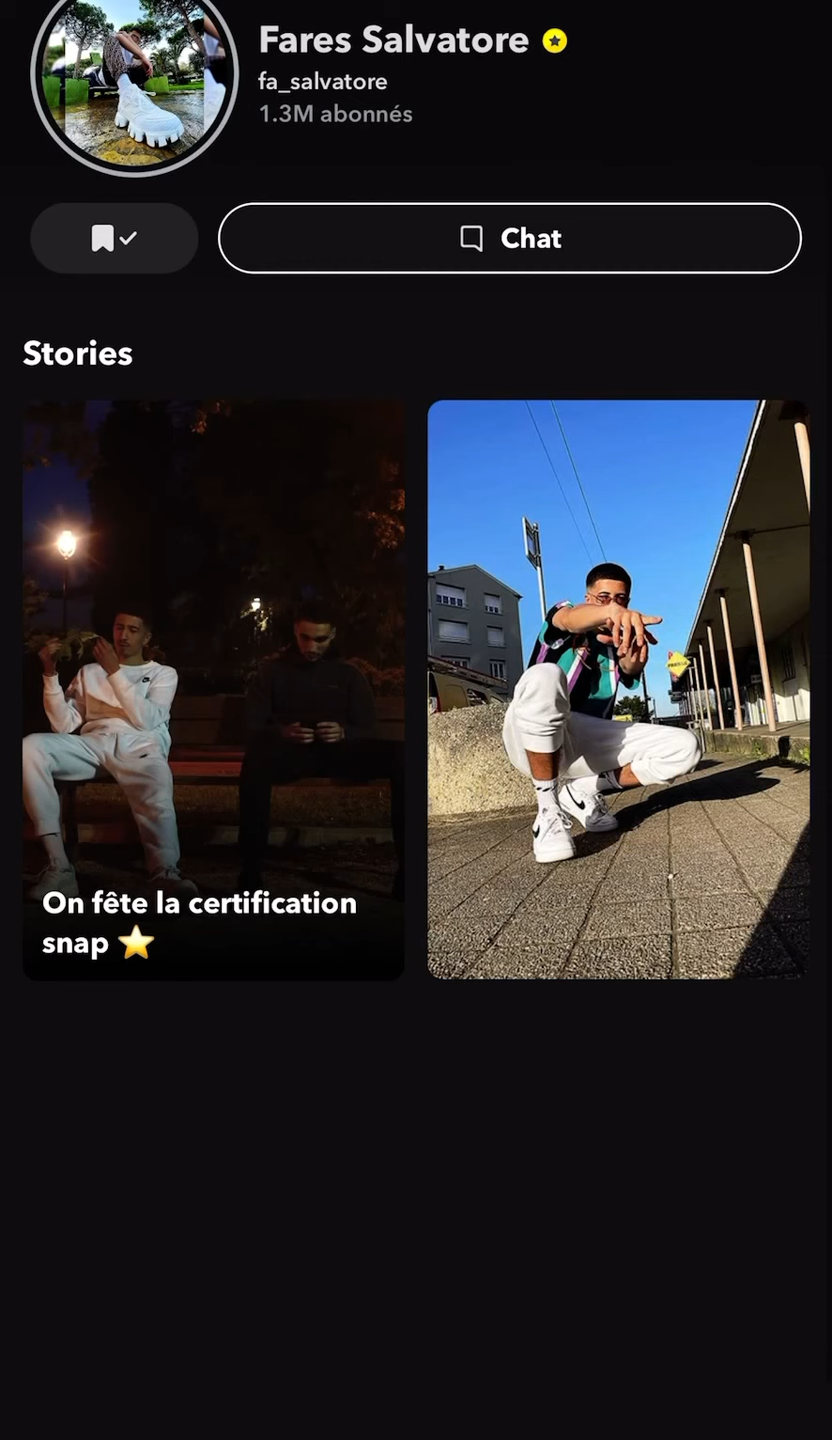 Fares Salvatore
fa_salvatore
1.3M abonnés
Chat
Stories
On fête la certification
snap ⭐